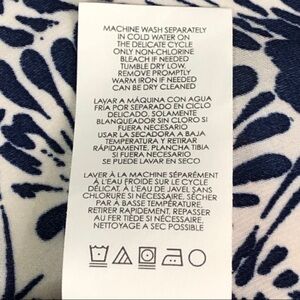 MACHINE WASH SEPARATELY
IN COLD WATER ON
THE DELICATE CYCLE
ONLY NON-CHLORINE
BLEACH IF NEEDED
TUMBLE DRY LOW,
REMOVE PROMPTLY
WARM IRON IF NEEDED
CAN BE DRY CLEANED
LAVAR A MÁQUINA CON AGUA
FRÍA POR SEPARADO EN CICLO
DELICADO, SOLAMENTE
BLANQUEADOR SIN CLORO SI
FUERA NECESARIO
USAR LA SECADORA A BAJA
TEMPERATURA Y RETIRAR
RÁPIDAMENTE, PLANCHA TIBIA
SI FUERA NECESARIO
SE PUEDE LAVAR EN SECO
LAVER À LA MACHINE SÉPARÉMENT
À L'EAU FROIDE SUR LE CYCLE
DÉLICAT. À L'EAU DE JAVEL SANS
CHLORURE SI NÉCESSAIRE, SÉCHER
PAR À BASSE TEMPÉRATURE,
RETIRER RAPIDEMENT, REPASSER
AU FER TIÈDE SI NÉCESSAIRE,
NETTOYAGE A SEC POSSIBLE